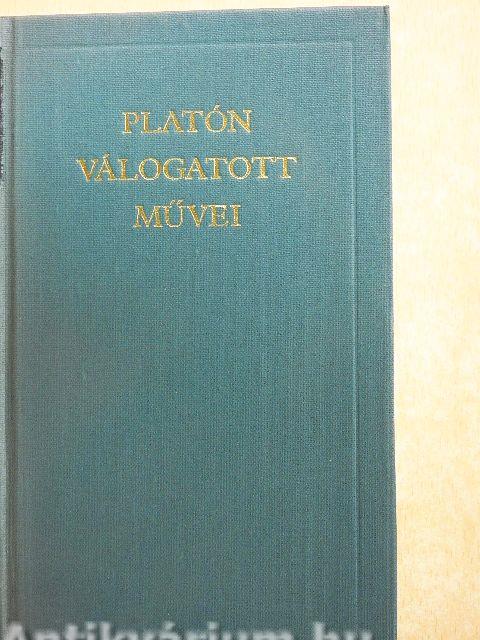 PLATÓN
VÁLOGATOTT
MŰVEI
Antikvárium.hu